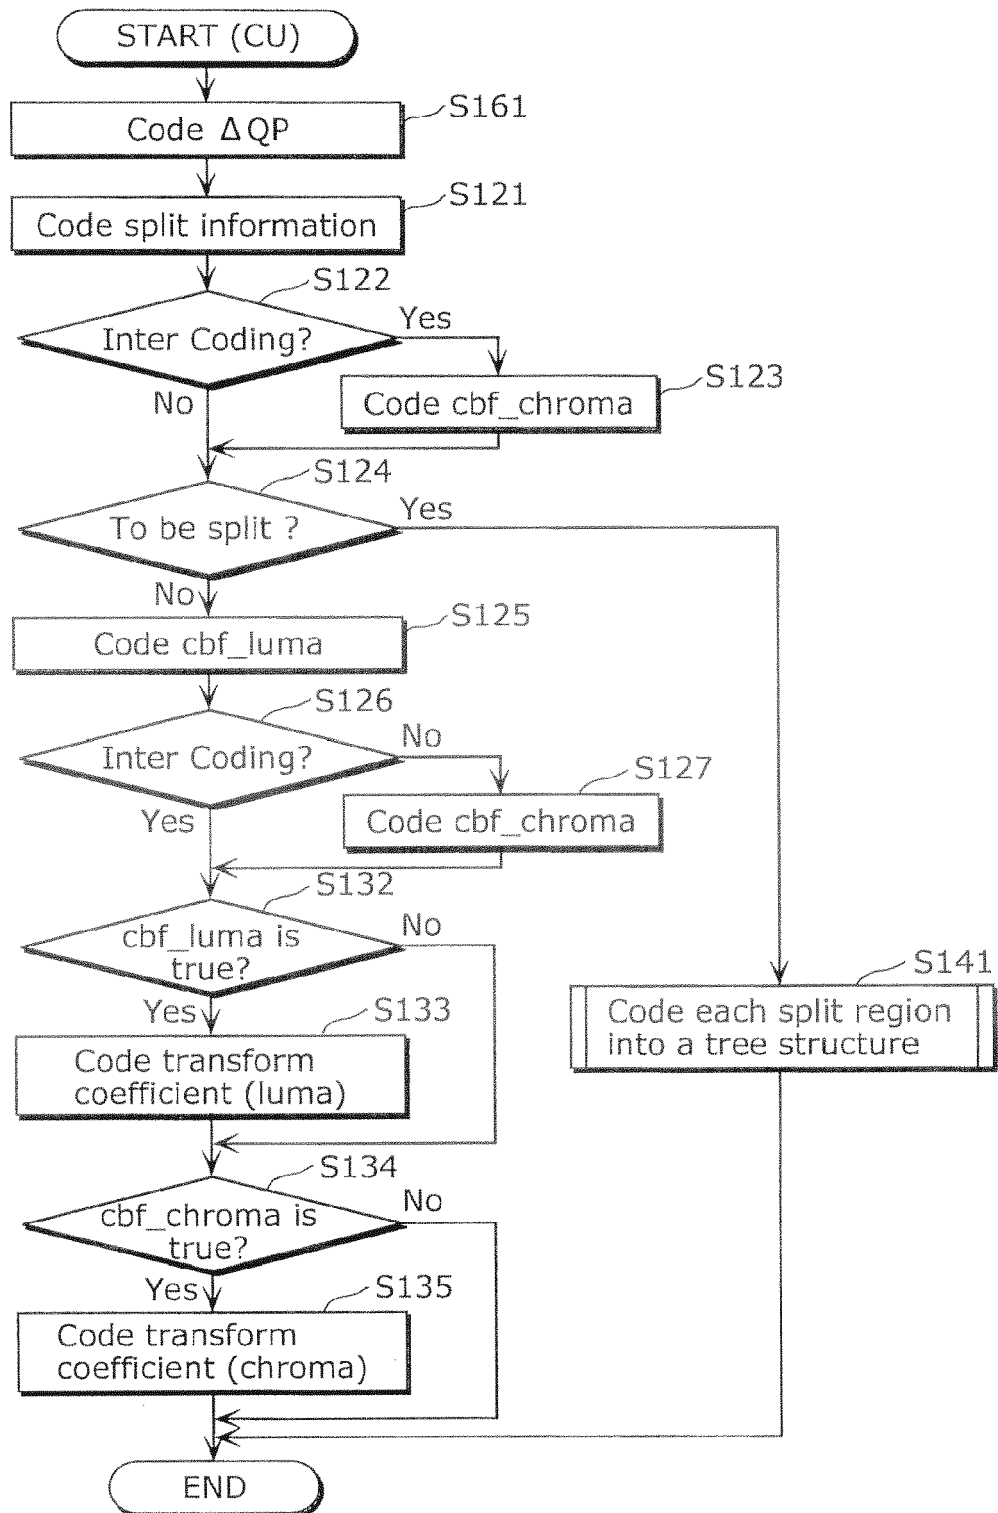 START (CU)
S161
Code ΔQP
S121
Code split information
S122
Inter Coding?
Yes
No
S123
Code cbf_chroma
S124
To be split ?
Yes
No
S125
Code cbf_luma
S126
Inter Coding?
No
Yes
S127
Code cbf_chroma
S132
cbf_luma is
true?
No
Yes
S133
Code transform
coefficient (luma)
S141
Code each split region
into a tree structure
S134
cbf_chroma is
true?
No
Yes
S135
Code transform
coefficient (chroma)
END